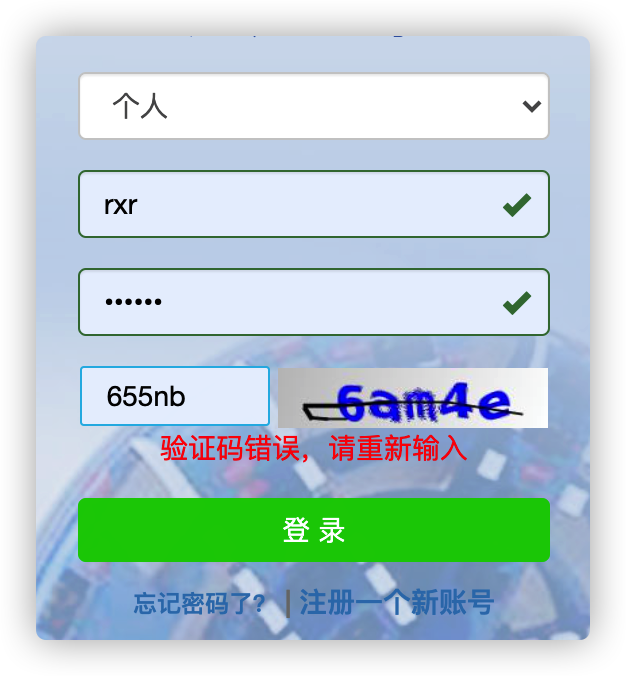 个人
rxr
••••••
655nb 6am4e
验证码错误，请重新输入
登 录
忘记密码了? | 注册一个新账号